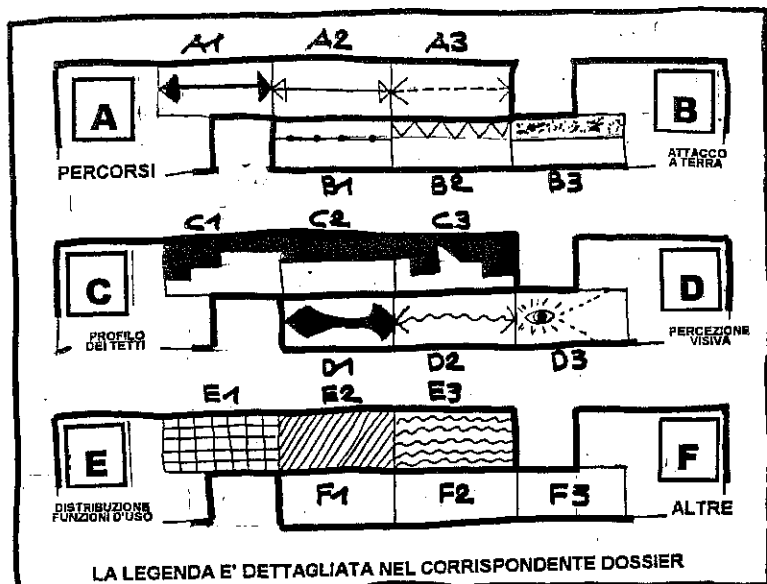 A1 A2 A3
A B
PERCORSI
ATTACCO
A TERRA
B1 B2 B3
C1 C2 C3
C D
PROFILO
DEI TETTI
PERCEZIONE
VISIVA
D1 D2 D3
E1 E2 E3
E F
DISTRIBUZIONE
FUNZIONI D'USO
F1 F2 F3
ALTRE
LA LEGENDA E' DETTAGLIATA NEL CORRISPONDENTE DOSSIER